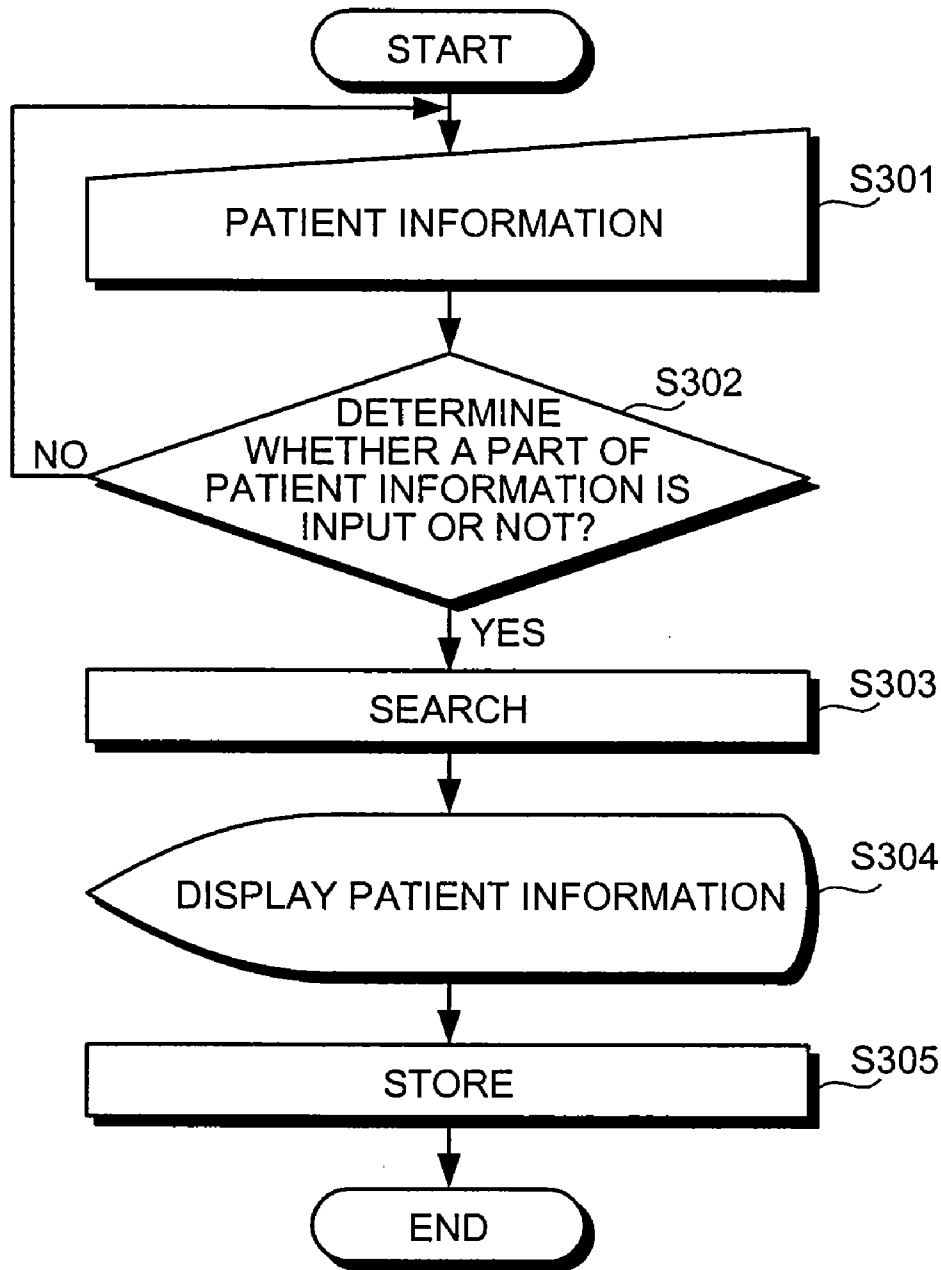 START
S301
PATIENT INFORMATION
S302
DETERMINE
WHETHER A PART OF
PATIENT INFORMATION IS
INPUT OR NOT?
NO
YES
S303
SEARCH
S304
DISPLAY PATIENT INFORMATION
S305
STORE
END